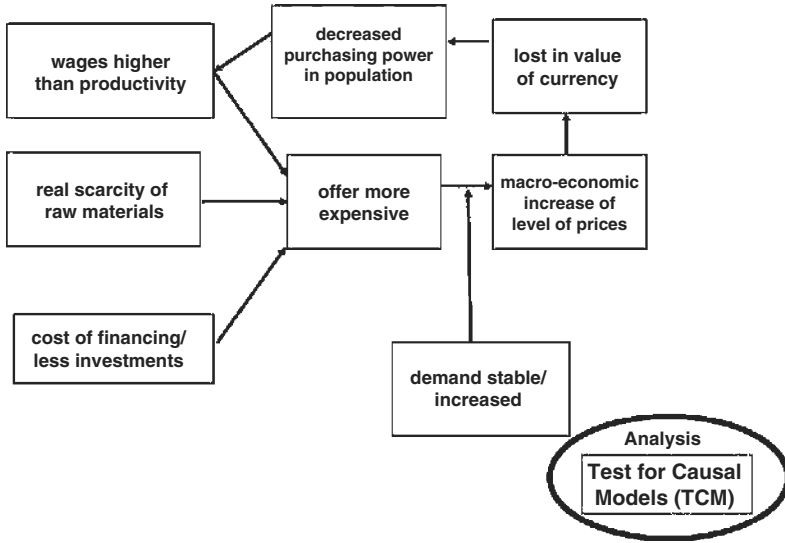 wages higher
than productivity
decreased
purchasing power
in population
lost in value
of currency
real scarcity of
raw materials
offer more
expensive
macro-economic
increase of
level of prices
cost of financing/
less investments
demand stable/
increased
Analysis
Test for Causal
Models (TCM)